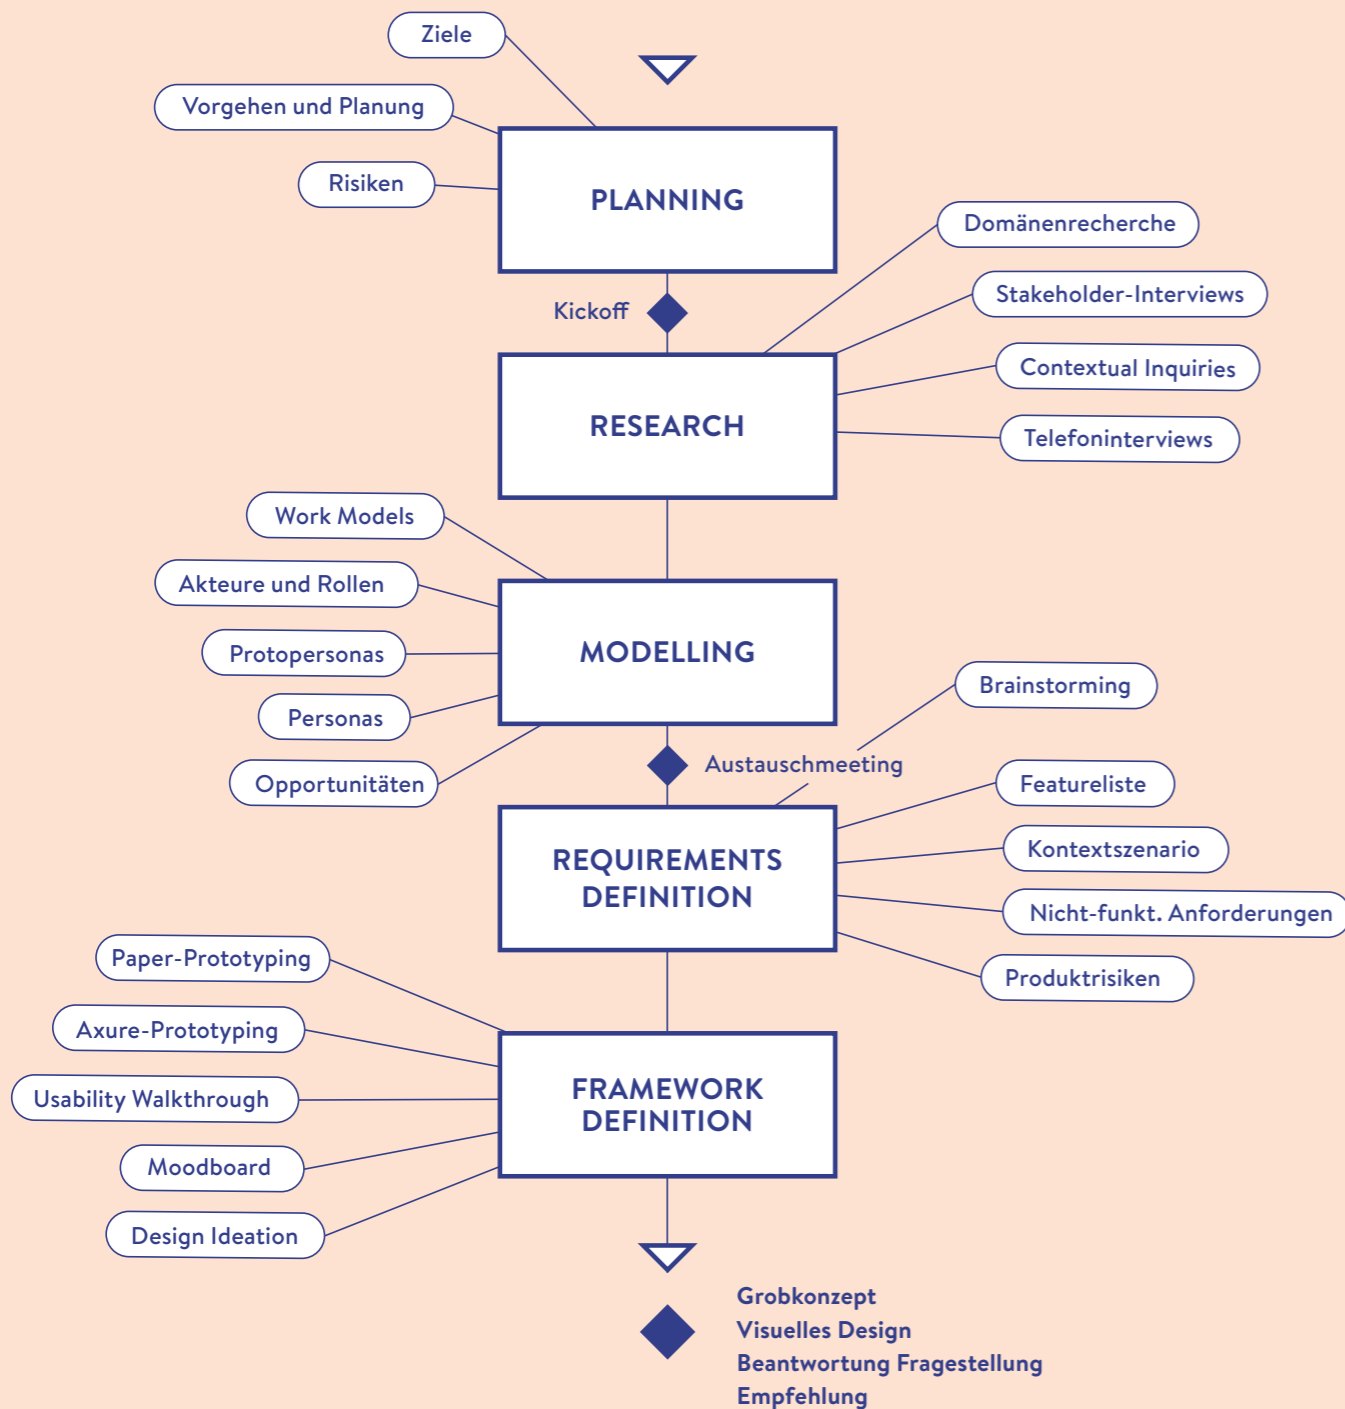 Ziele
Vorgehen und Planung
Risiken
PLANNING
Kickoff
Domänenrecherche
Stakeholder-Interviews
Contextual Inquiries
Telefoninterviews
RESEARCH
Work Models
Akteure und Rollen
Protopersonas
Personas
Opportunitäten
MODELLING
Austauschmeeting
Brainstorming
Featureliste
Kontextszenario
Nicht-funkt. Anforderungen
Produktrisiken
REQUIREMENTS
DEFINITION
Paper-Prototyping
Axure-Prototyping
Usability Walkthrough
Moodboard
Design Ideation
FRAMEWORK
DEFINITION
Grobkonzept
Visuelles Design
Beantwortung Fragestellung
Empfehlung